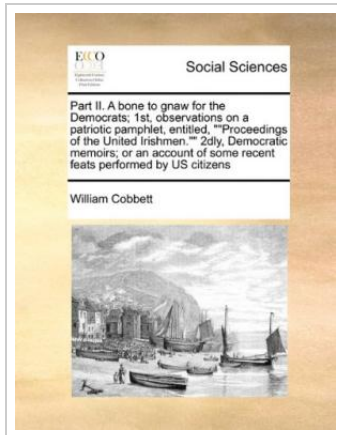 ECCO
Social Sciences
Part II. A bone to gnaw for the
Democrats; 1st, observations on a
patriotic pamphlet, entitled, ""Proceedings
of the United Irishmen."" 2dly, Democratic
memoirs; or an account of some recent
feats performed by US citizens
William Cobbett